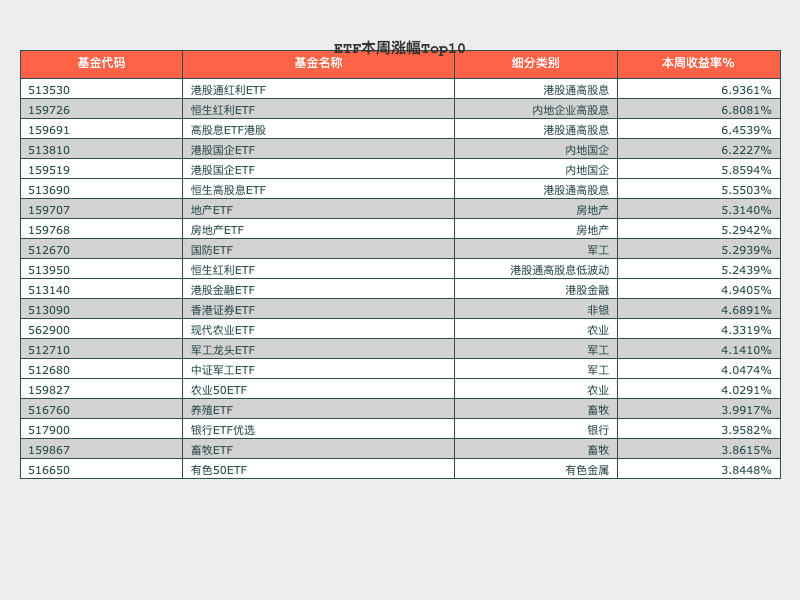 ETF本周涨幅Top10
基金代码 基金名称 细分类别 本周收益率%
513530 港股通红利ETF 港股通高股息 6.9361%
159726 恒生红利ETF 内地企业高股息 6.8081%
159691 高股息ETF港股 港股通高股息 6.4539%
513810 港股国企ETF 内地国企 6.2227%
159519 港股国企ETF 内地国企 5.8594%
513690 恒生高股息ETF 港股通高股息 5.5503%
159707 地产ETF 房地产 5.3140%
159768 房地产ETF 房地产 5.2942%
512670 国防ETF 军工 5.2939%
513950 恒生红利ETF 港股通高股息低波动 5.2439%
513140 港股金融ETF 港股金融 4.9405%
513090 香港证券ETF 非银 4.6891%
562900 现代农业ETF 农业 4.3319%
512710 军工龙头ETF 军工 4.1410%
512680 中证军工ETF 军工 4.0474%
159827 农业50ETF 农业 4.0291%
516760 养殖ETF 畜牧 3.9917%
517900 银行ETF优选 银行 3.9582%
159867 畜牧ETF 畜牧 3.8615%
516650 有色50ETF 有色金属 3.8448%